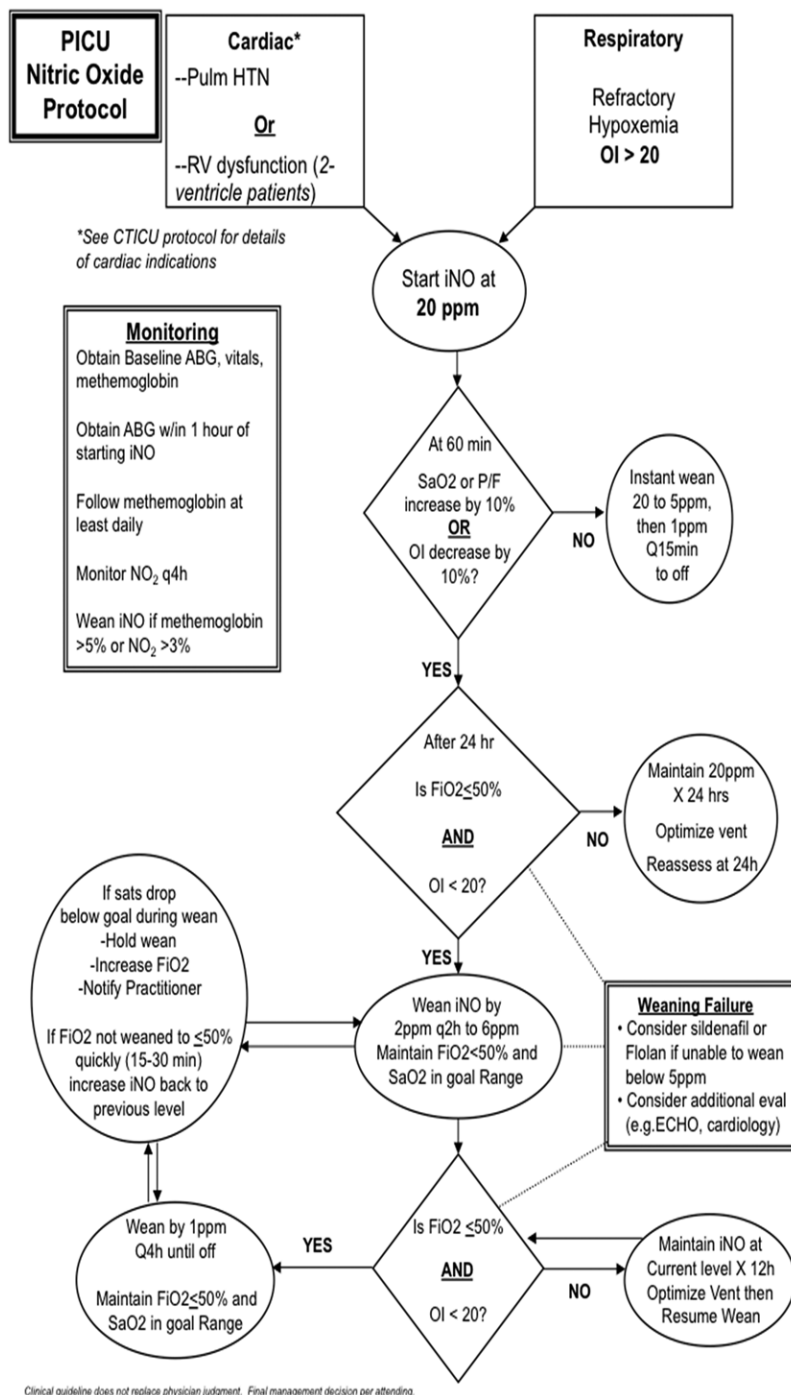 PICU
Nitric Oxide
Protocol
Cardiac*
--Pulm HTN
Or
--RV dysfunction (2-
ventricle patients)
Respiratory
Refractory
Hypoxemia
OI > 20
*See CTICU protocol for details
of cardiac indications
Start iNO at
20 ppm
Monitoring
Obtain Baseline ABG, vitals,
methemoglobin
Obtain ABG w/in 1 hour of
starting iNO
Follow methemoglobin at
least daily
Monitor NO₂ q4h
Wean iNO if methemoglobin
>5% or NO₂ >3%
At 60 min
SaO2 or P/F
increase by 10%
OR
OI decrease by
10%?
NO
Instant wean
20 to 5ppm,
then 1ppm
Q15min
to off
YES
After 24 hr
Is FiO2≤50%
AND
OI < 20?
NO
Maintain 20ppm
X 24 hrs
Optimize vent
Reassess at 24h
YES
If sats drop
below goal during wean
-Hold wean
-Increase FiO2
-Notify Practitioner
If FiO2 not weaned to ≤50%
quickly (15-30 min)
increase iNO back to
previous level
Wean iNO by
2ppm q2h to 6ppm
Maintain FiO2<50% and
SaO2 in goal Range
Weaning Failure
• Consider sildenafil or
Flolan if unable to wean
below 5ppm
• Consider additional eval
(e.g.ECHO, cardiology)
Is FiO2 ≤50%
AND
OI < 20?
YES
Wean by 1ppm
Q4h until off
Maintain FiO2≤50% and
SaO2 in goal Range
NO
Maintain iNO at
Current level X 12h
Optimize Vent then
Resume Wean
Clinical guideline does not replace physician judgment. Final management decision per attending.